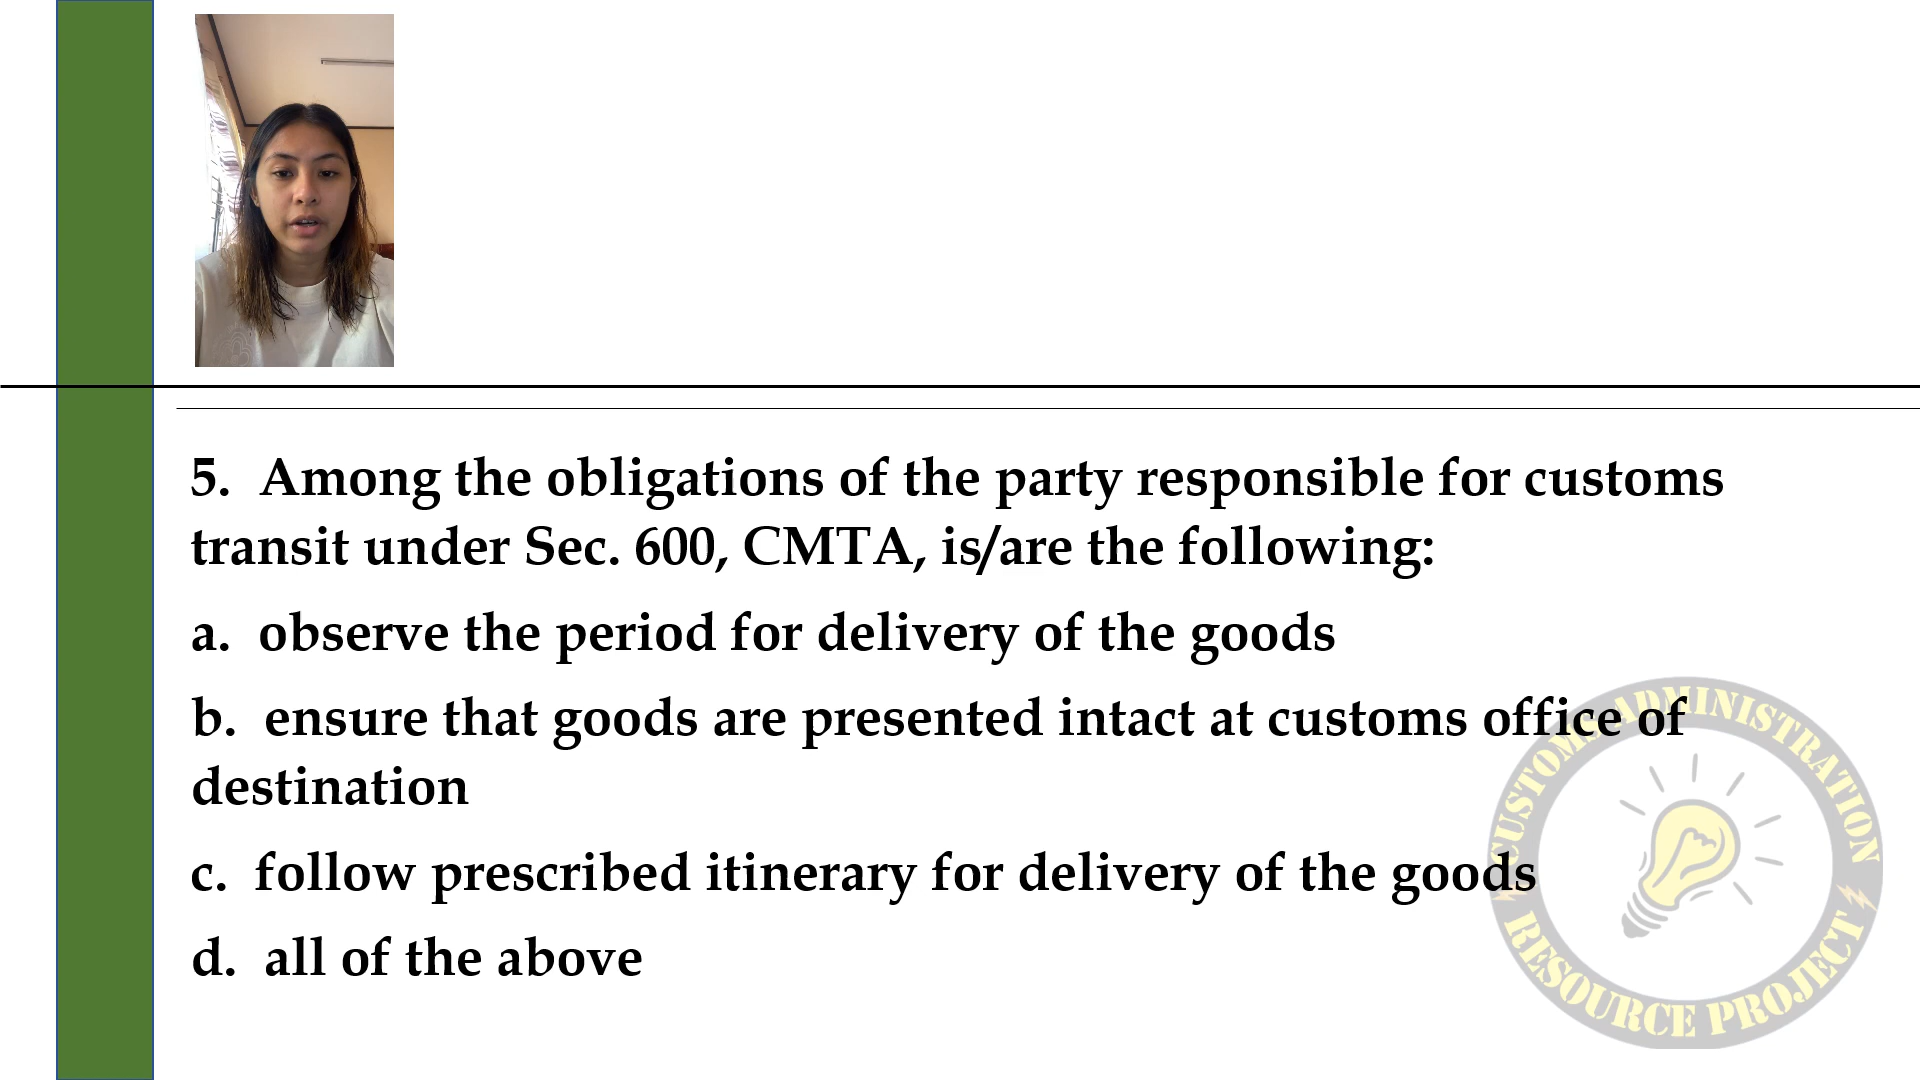 5. Among the obligations of the party responsible for customs
transit under Sec. 600, CMTA, is/are the following:
a. observe the period for delivery of the goods
b. ensure that goods are presented intact at customs office of
destination
c. follow prescribed itinerary for delivery of the goods
d. all of the above
CUSTOMS ADMINISTRATION
RESOURCE PROJECT